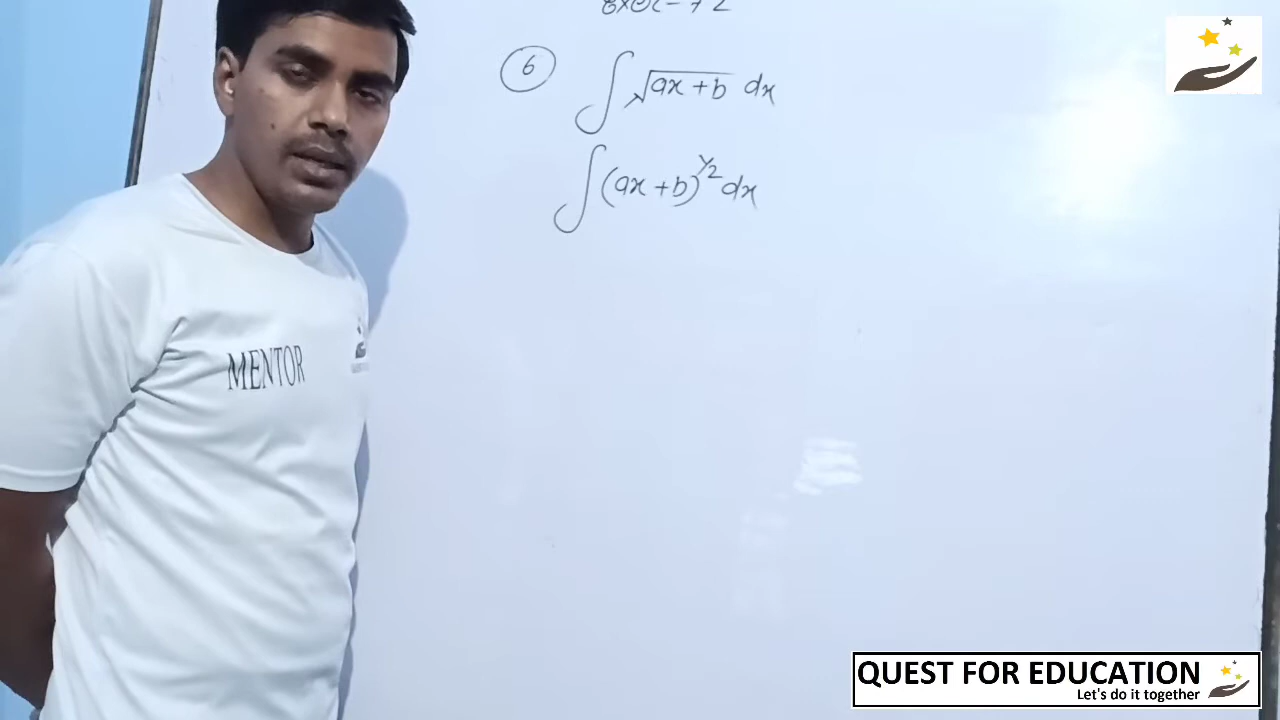 6 ∫ √ax+b dx
∫ (ax+b)^1/2 dx
MENTOR
QUEST FOR EDUCATION
Let's do it together